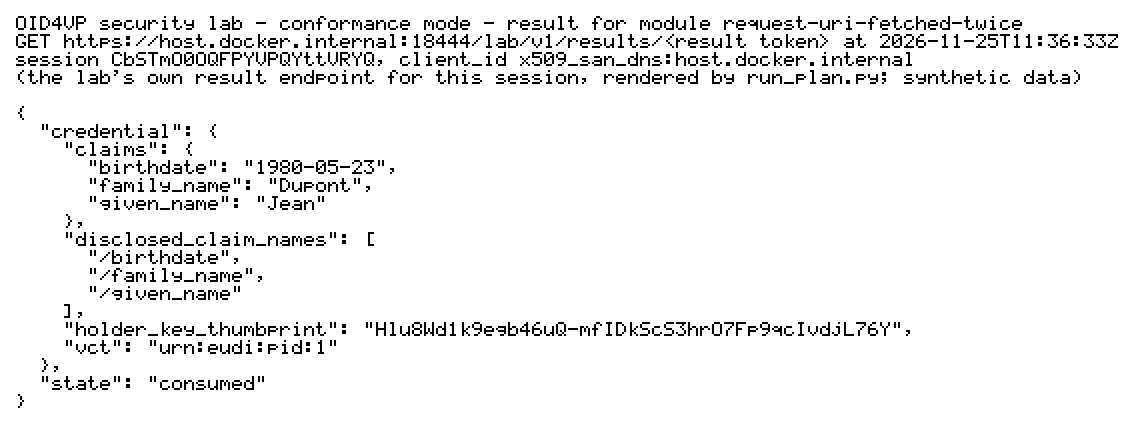 OID4VP security lab - conformance mode - result for module request-uri-fetched-twice
GET https://host.docker.internal:18444/lab/v1/results/<result token> at 2026-11-25T11:36:33Z
session CbSTmO0OQFPYVPQYttVRYQ, client_id x509_san_dns:host.docker.internal
(the lab's own result endpoint for this session, rendered by run_plan.py; synthetic data)
{
  "credential": {
    "claims": {
      "birthdate": "1980-05-23",
      "family_name": "Dupont",
      "given_name": "Jean"
    },
    "disclosed_claim_names": [
      "/birthdate",
      "/family_name",
      "/given_name"
    ],
    "holder_key_thumbprint": "Hlu8Wd1k9egb46uQ-mfIDkScS3hrO7Fp9qcIvdjL76Y",
    "vct": "urn:eudi:pid:1"
  },
  "state": "consumed"
}